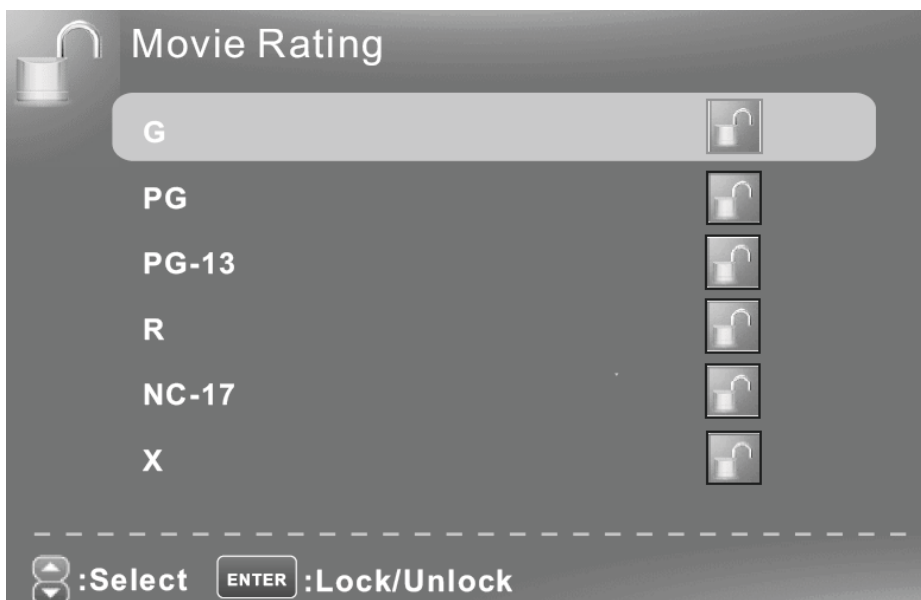 Movie Rating
G
PG
PG-13
R
NC-17
X
:Select ENTER :Lock/Unlock